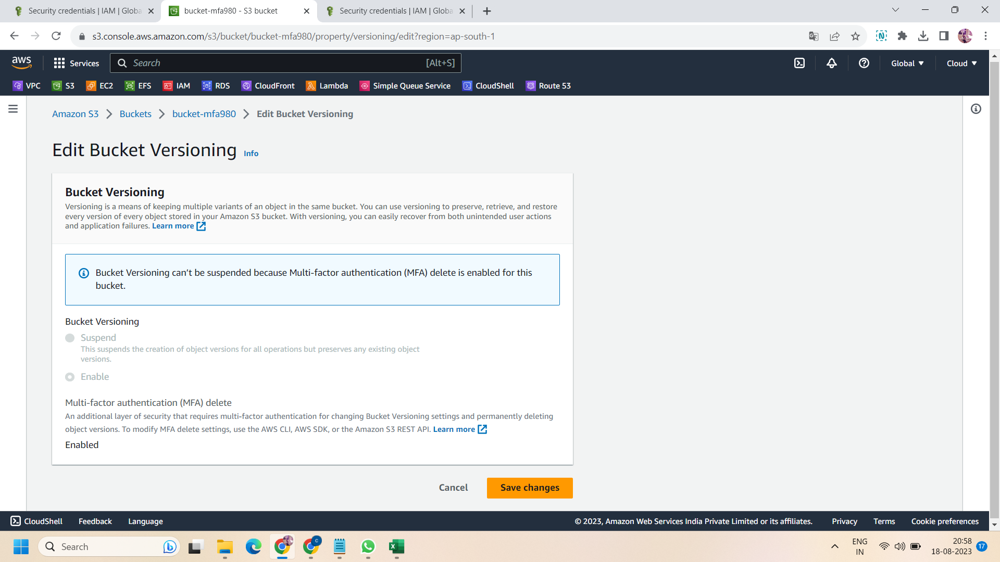 Security credentials | IAM | Globa
bucket-mfa980 - S3 bucket
Security credentials | IAM | Globa
s3.console.aws.amazon.com/s3/bucket/bucket-mfa980/property/versioning/edit?region=ap-south-1
aws
Services
Search
[Alt+S]
Global
Cloud
VPC
S3
EC2
EFS
IAM
RDS
CloudFront
Lambda
Simple Queue Service
CloudShell
Route 53
Amazon S3
Buckets
bucket-mfa980
Edit Bucket Versioning
Edit Bucket Versioning Info
Bucket Versioning
Versioning is a means of keeping multiple variants of an object in the same bucket. You can use versioning to preserve, retrieve, and restore
every version of every object stored in your Amazon S3 bucket. With versioning, you can easily recover from both unintended user actions
and application failures. Learn more
Bucket Versioning can’t be suspended because Multi-factor authentication (MFA) delete is enabled for this
bucket.
Bucket Versioning
Suspend
This suspends the creation of object versions for all operations but preserves any existing object
versions.
Enable
Multi-factor authentication (MFA) delete
An additional layer of security that requires multi-factor authentication for changing Bucket Versioning settings and permanently deleting
object versions. To modify MFA delete settings, use the AWS CLI, AWS SDK, or the Amazon S3 REST API. Learn more
Enabled
Cancel
Save changes
CloudShell
Feedback
Language
© 2023, Amazon Web Services India Private Limited or its affiliates.
Privacy
Terms
Cookie preferences
Search
C
ENG
IN
20:58
18-08-2023
17